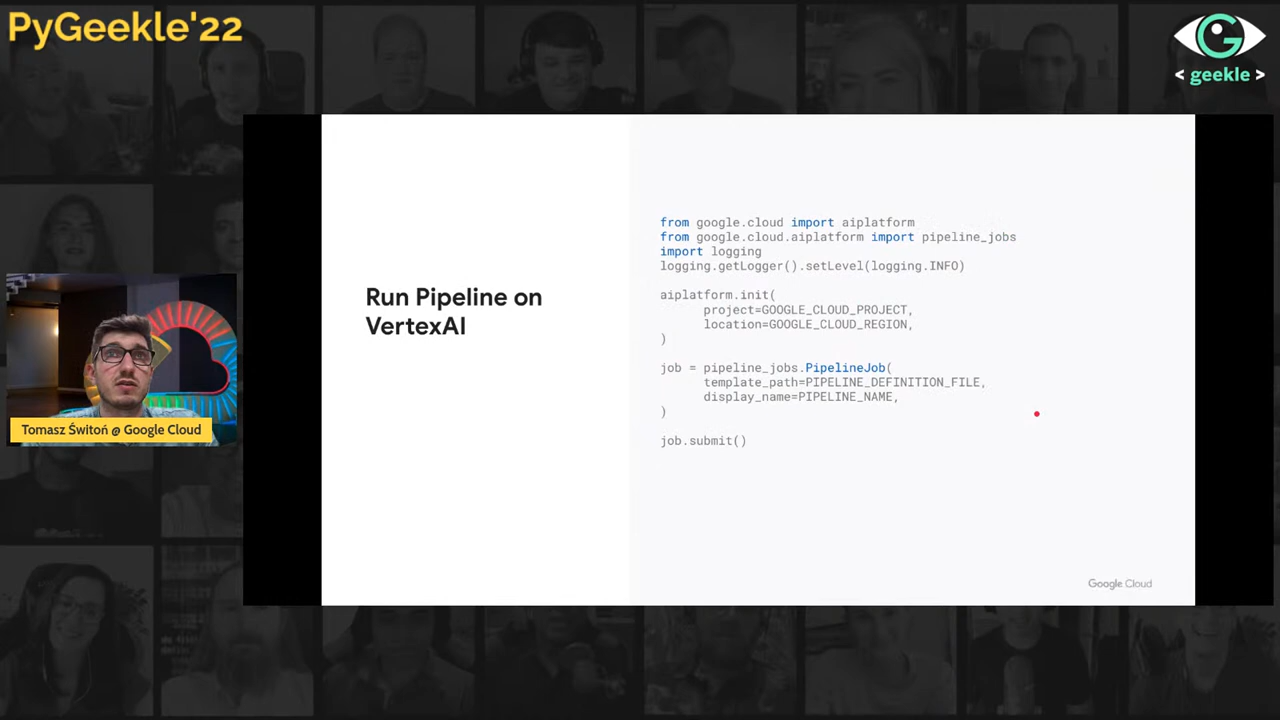 PyGeekle'22
G
< geekle >
Run Pipeline on
VertexAI
from google.cloud import aiplatform
from google.cloud.aiplatform import pipeline_jobs
import logging
logging.getLogger().setLevel(logging.INFO)
aiplatform.init(
project=GOOGLE_CLOUD_PROJECT,
location=GOOGLE_CLOUD_REGION,
)
job = pipeline_jobs.PipelineJob(
template_path=PIPELINE_DEFINITION_FILE,
display_name=PIPELINE_NAME,
)
job.submit()
Tomasz Świtoń @ Google Cloud
Google Cloud